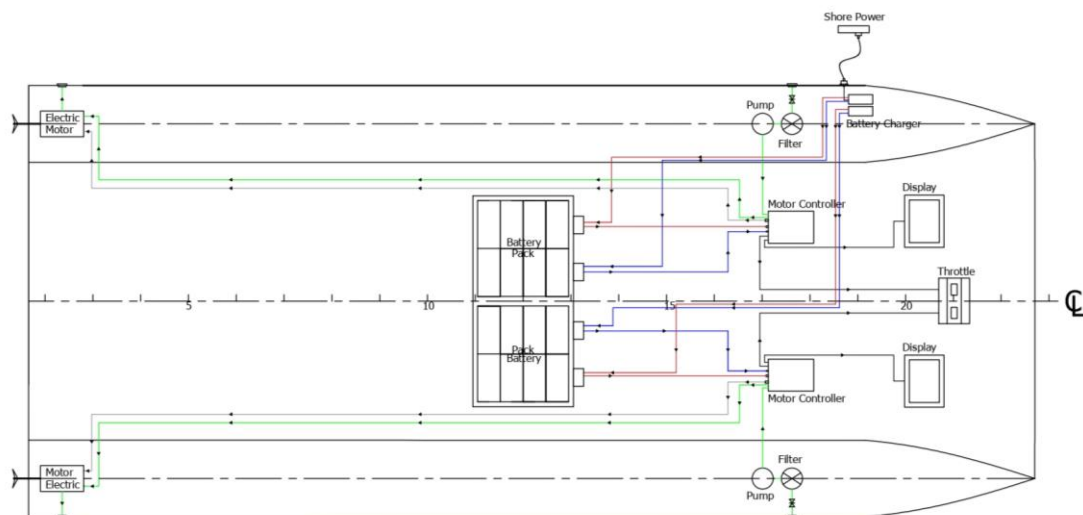 Shore Power
Electric
Motor
Pump
Filter
Battery Charger
Motor Controller
Display
Battery
Pack
Throttle
5
10
15
20
℄
Pack
Battery
Display
Motor Controller
Motor
Electric
Pump
Filter